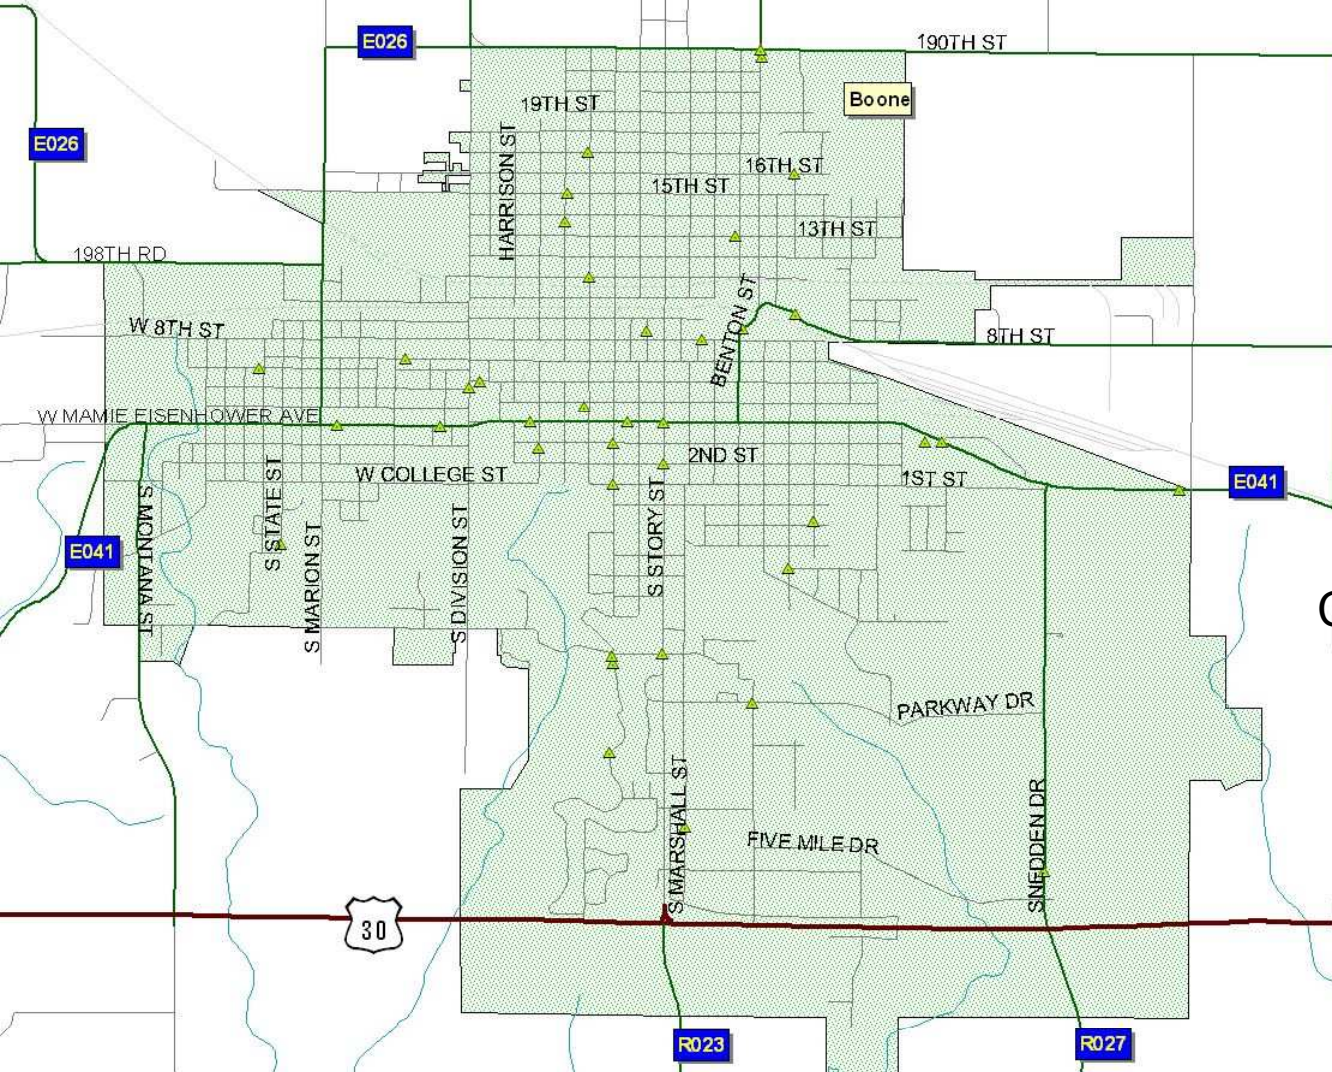 E026
190TH ST
Boone
19TH ST
E026
HARRISON ST
16TH ST
15TH ST
13TH ST
198TH RD
BENTON ST
W 8TH ST
8TH ST
W MAMIE EISENHOWER AVE
2ND ST
W COLLEGE ST
1ST ST
E041
S STATE ST
S MONTANA ST
S MARION ST
S DIVISION ST
S STORY ST
E041
PARKWAY DR
S MARSHALL ST
SNEDDEN DR
FIVE MILE DR
30
R023
R027